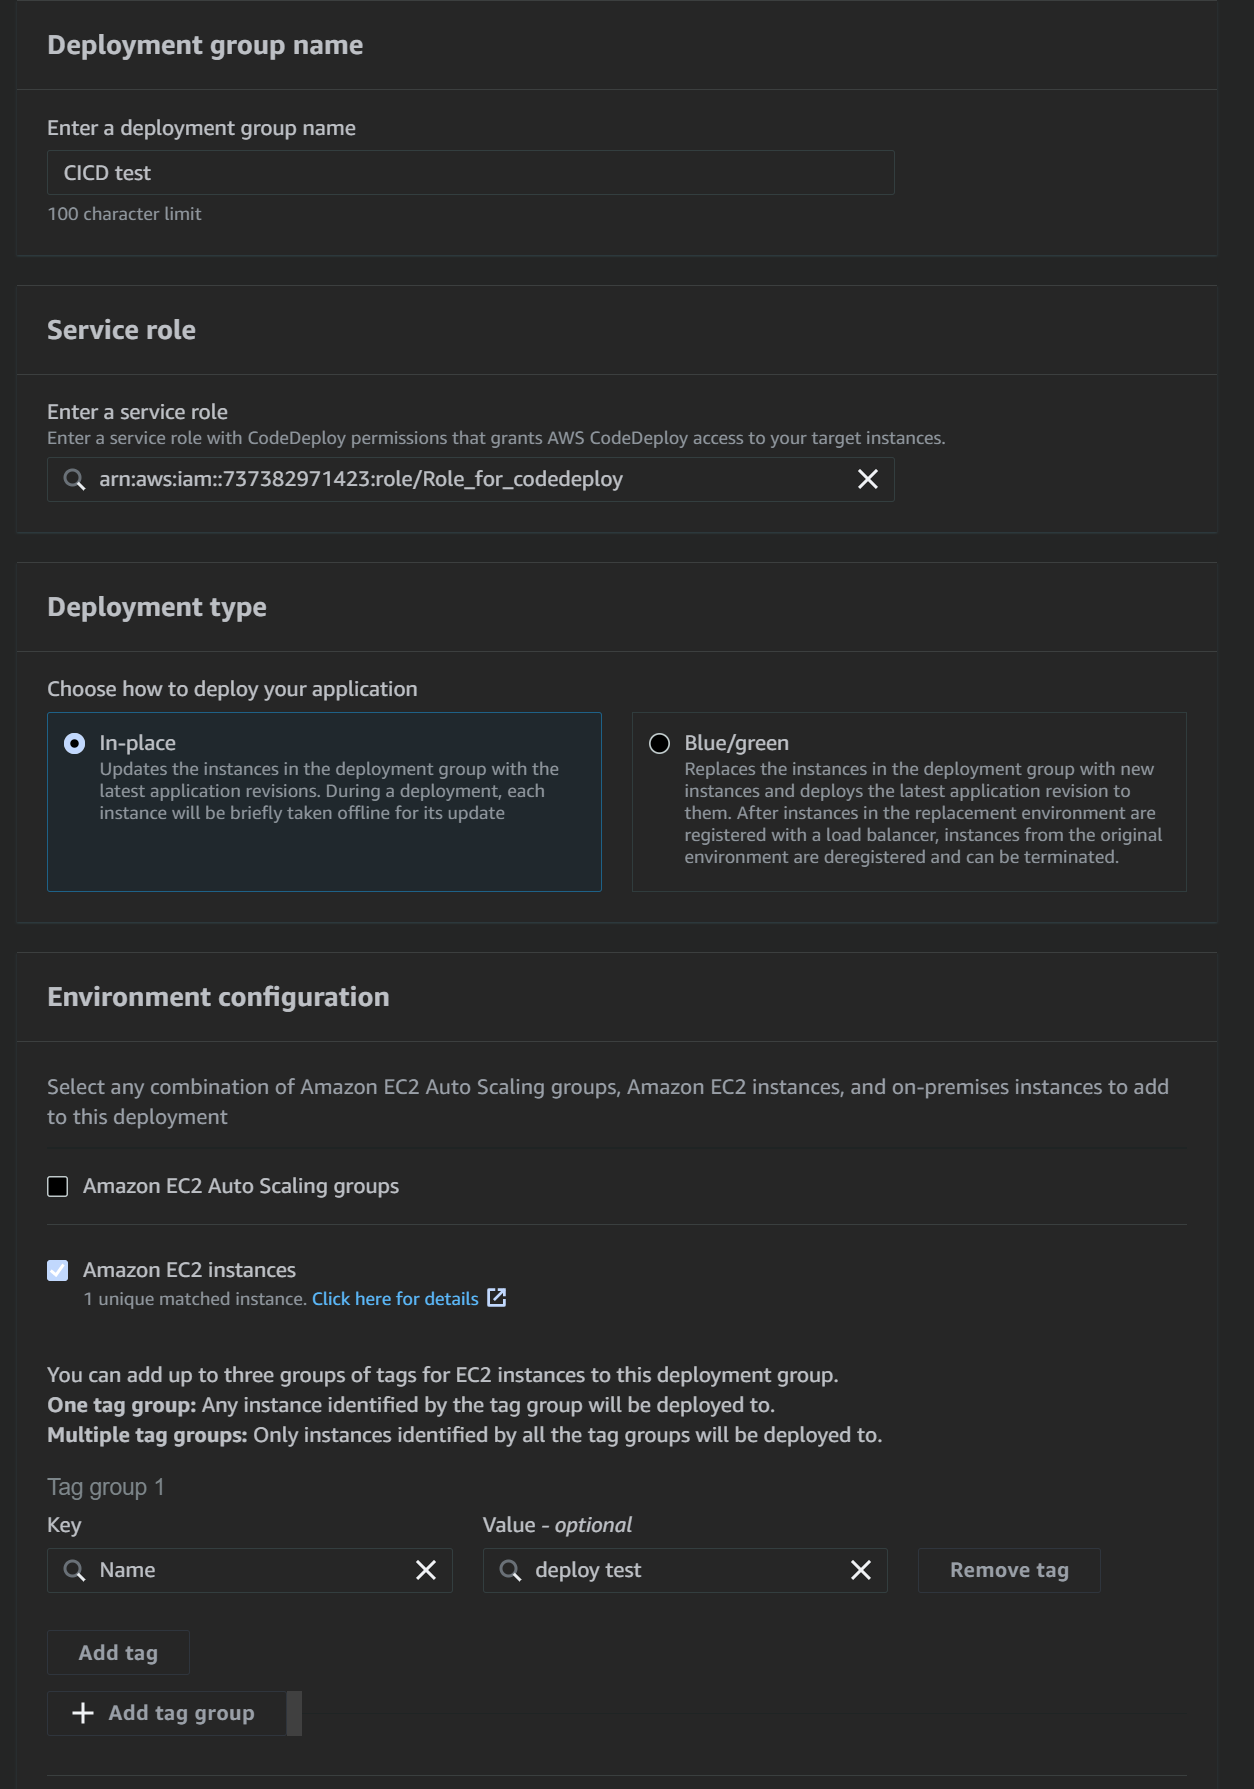 Deployment group name
Enter a deployment group name
CICD test
100 character limit
Service role
Enter a service role
Enter a service role with CodeDeploy permissions that grants AWS CodeDeploy access to your target instances.
arn:aws:iam::737382971423:role/Role_for_codedeploy
Deployment type
Choose how to deploy your application
In-place
Updates the instances in the deployment group with the
latest application revisions. During a deployment, each
instance will be briefly taken offline for its update
Blue/green
Replaces the instances in the deployment group with new
instances and deploys the latest application revision to
them. After instances in the replacement environment are
registered with a load balancer, instances from the original
environment are deregistered and can be terminated.
Environment configuration
Select any combination of Amazon EC2 Auto Scaling groups, Amazon EC2 instances, and on-premises instances to add
to this deployment
Amazon EC2 Auto Scaling groups
Amazon EC2 instances
1 unique matched instance. Click here for details
You can add up to three groups of tags for EC2 instances to this deployment group.
One tag group: Any instance identified by the tag group will be deployed to.
Multiple tag groups: Only instances identified by all the tag groups will be deployed to.
Tag group 1
Key
Value - optional
Name
deploy test
Remove tag
Add tag
Add tag group